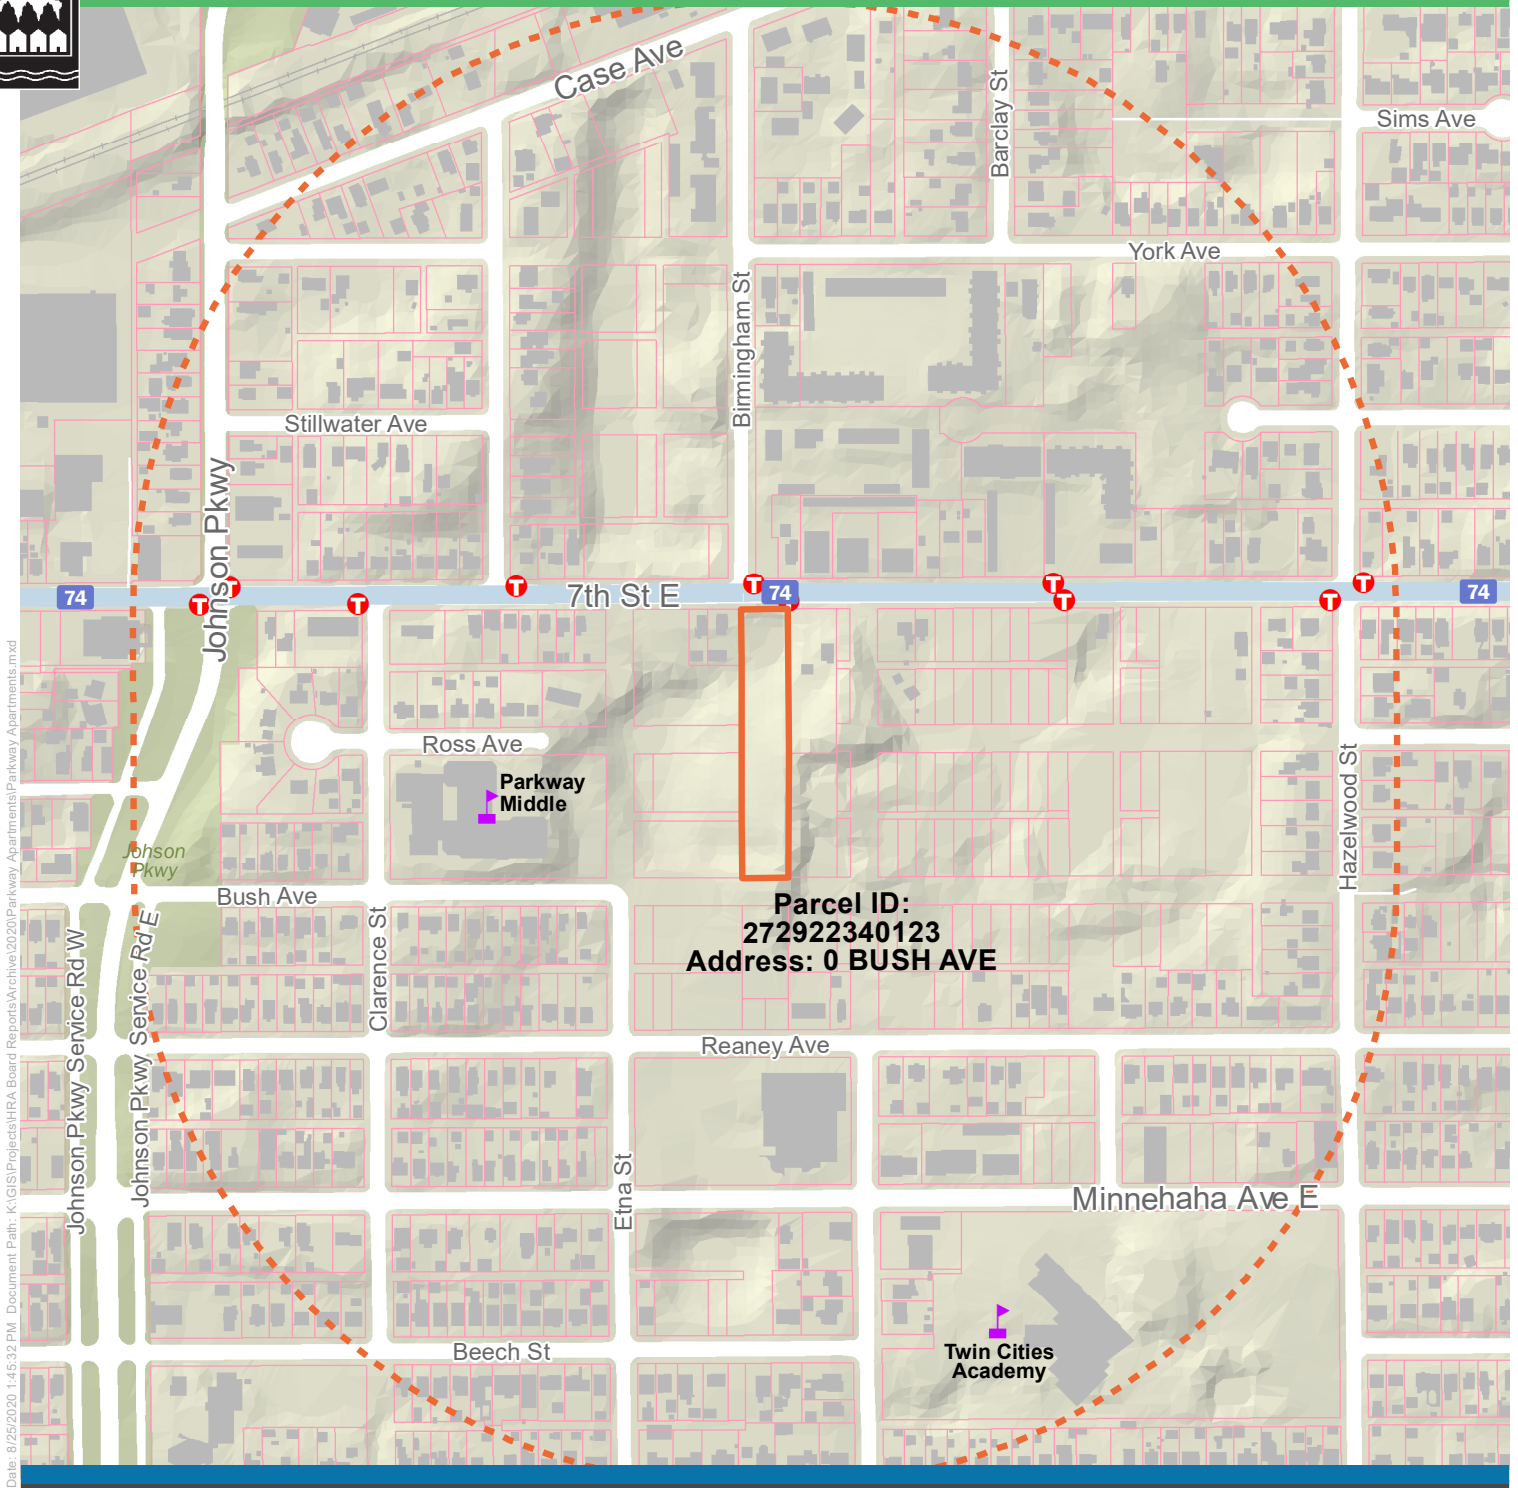 Case Ave
Barclay St
Sims Ave
York Ave
Birmingham St
Stillwater Ave
Johnson Pkwy
74
7th St E
74
74
T
T
T
T
T
T
T
T
T
Ross Ave
Parkway
Middle
Hazelwood St
Johson
Pkwy
Bush Ave
Parcel ID:
272922340123
Address: 0 BUSH AVE
Clarence St
Johnson Pkwy Service Rd W
Johnson Pkwy Service Rd E
Reaney Ave
Etna St
Minnehaha Ave E
Beech St
Twin Cities
Academy
Date: 8/25/2020 1:45:32 PM Document Path: K:\GIS\Projects\HRA Board Reports\Archive\2020\Parkway Apartments\Parkway Apartments.mxd